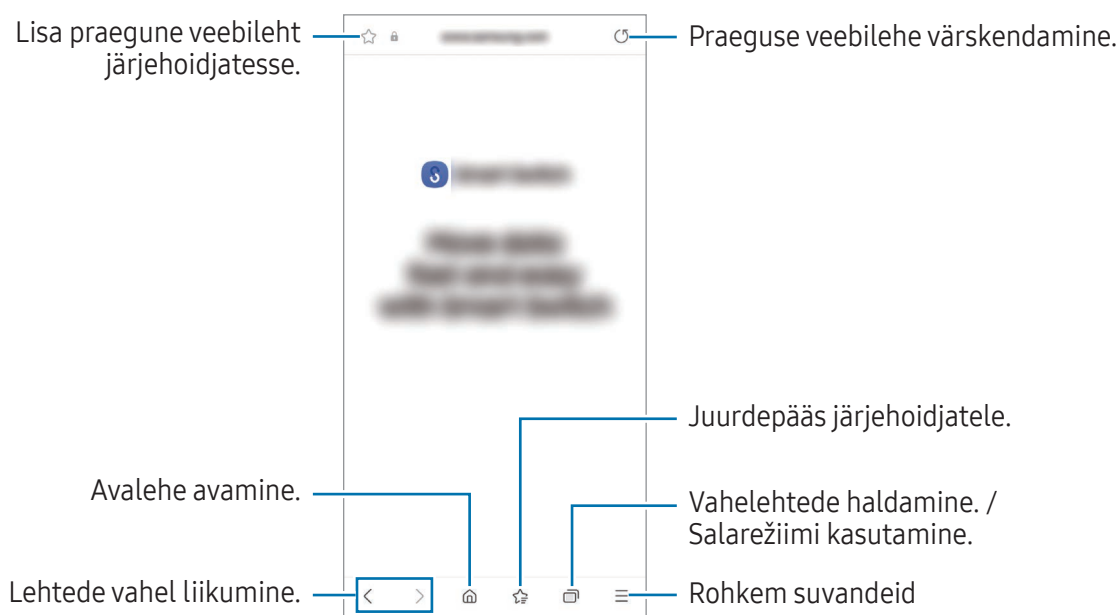 Lisa praegune veebileht
järjehoidjatesse.
Praeguse veebilehe värskendamine.
Juurdepääs järjehoidjatele.
Avalehe avamine.
Vahelehtede haldamine. /
Salarežiimi kasutamine.
Lehtede vahel liikumine.
Rohkem suvandeid